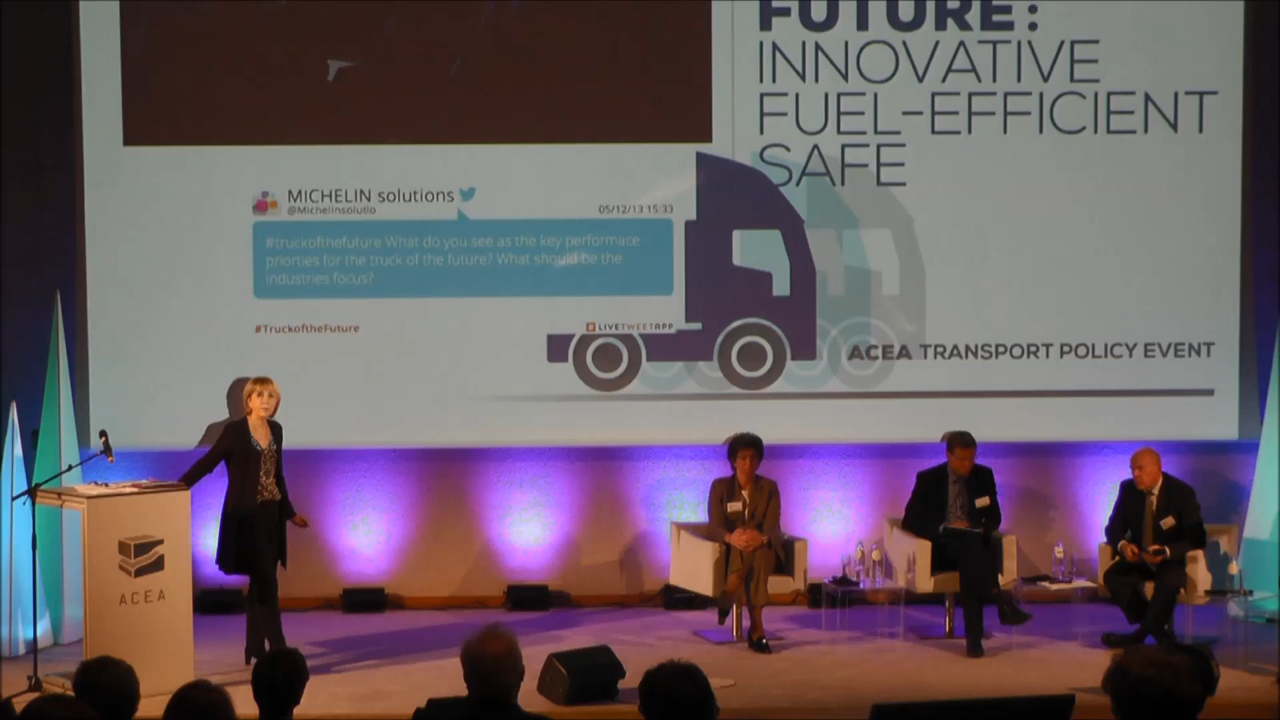 FUTURE:
INNOVATIVE
FUEL-EFFICIENT
SAFE
MICHELIN solutions
@Michelinsolutio
05/12/13 15:33
#truckofthefuture What do you see as the key performace
priorties for the truck of the future? What should be the
industries focus?
#TruckoftheFuture
LIVETWEETAPP
ACEA TRANSPORT POLICY EVENT
ACEA